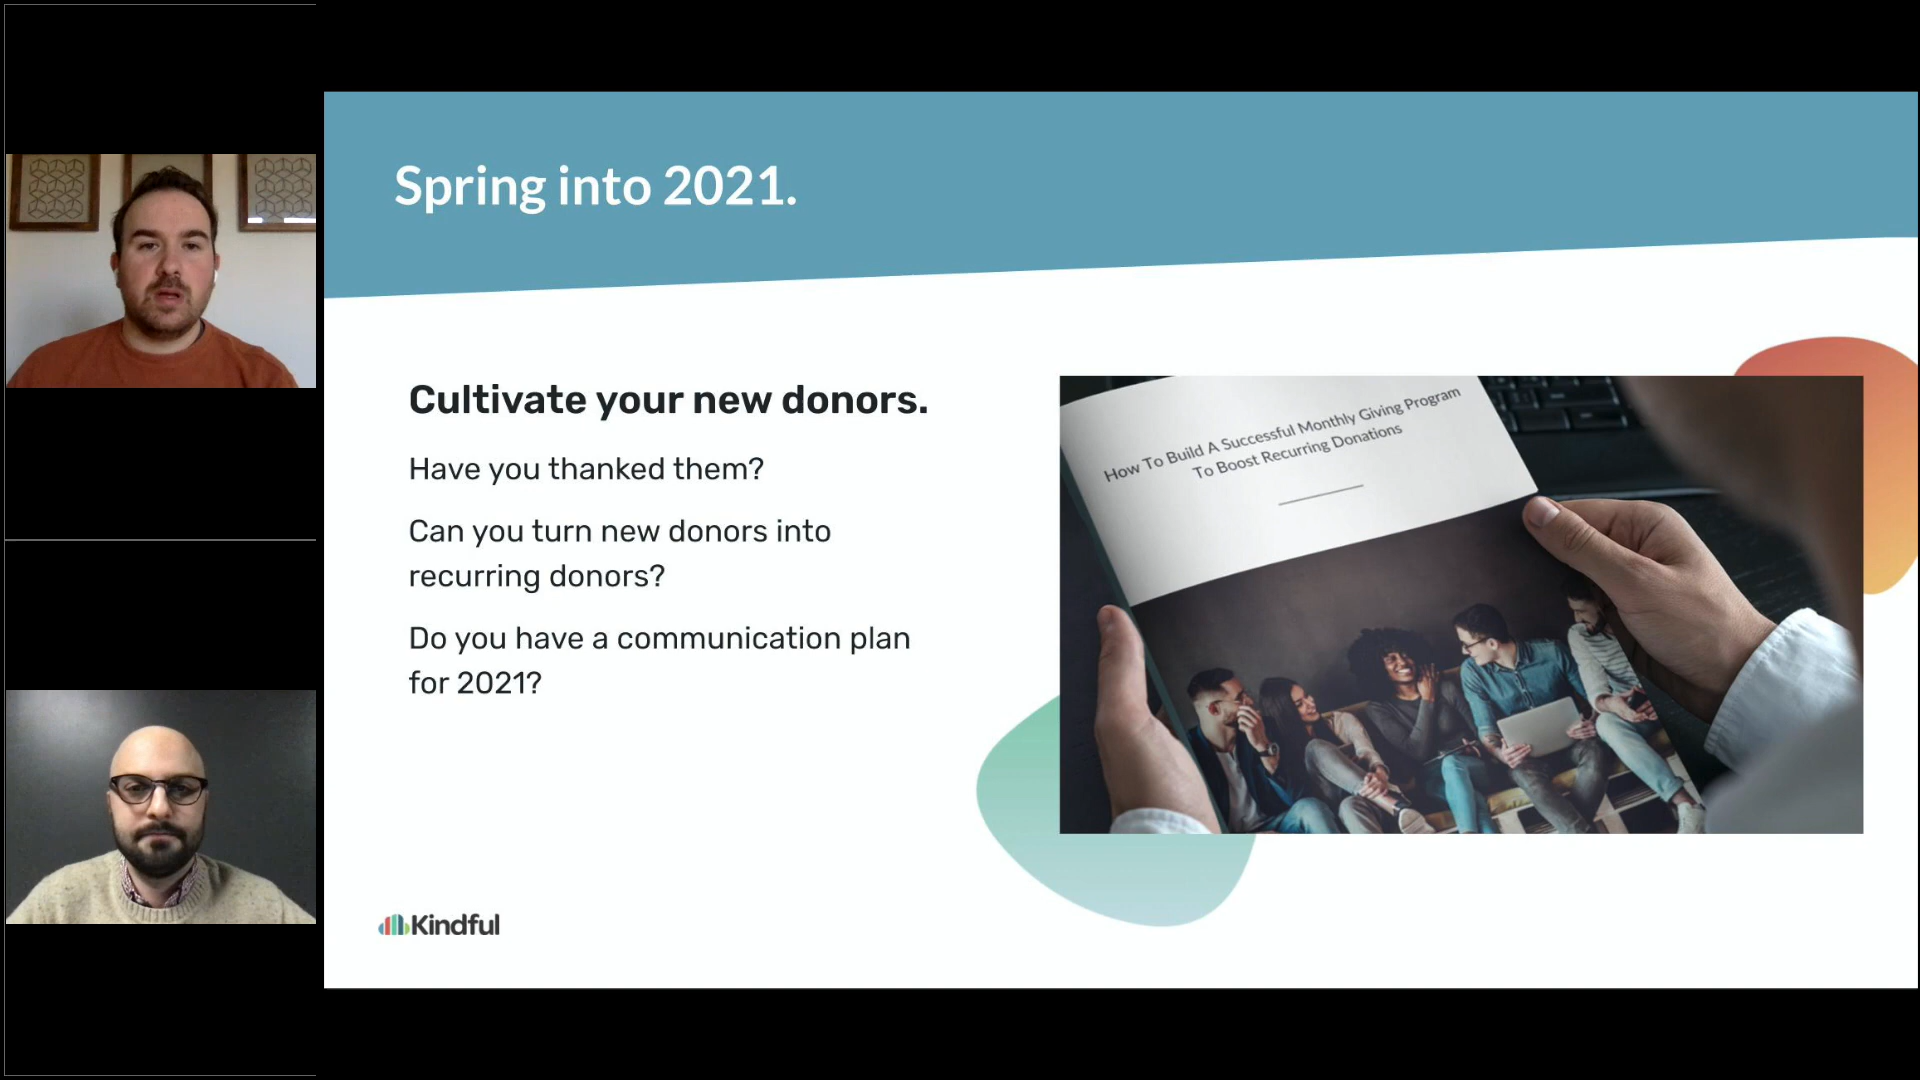 Spring into 2021.
Cultivate your new donors.
Have you thanked them?
Can you turn new donors into
recurring donors?
Do you have a communication plan
for 2021?
How To Build A Successful Monthly Giving Program
To Boost Recurring Donations
Kindful